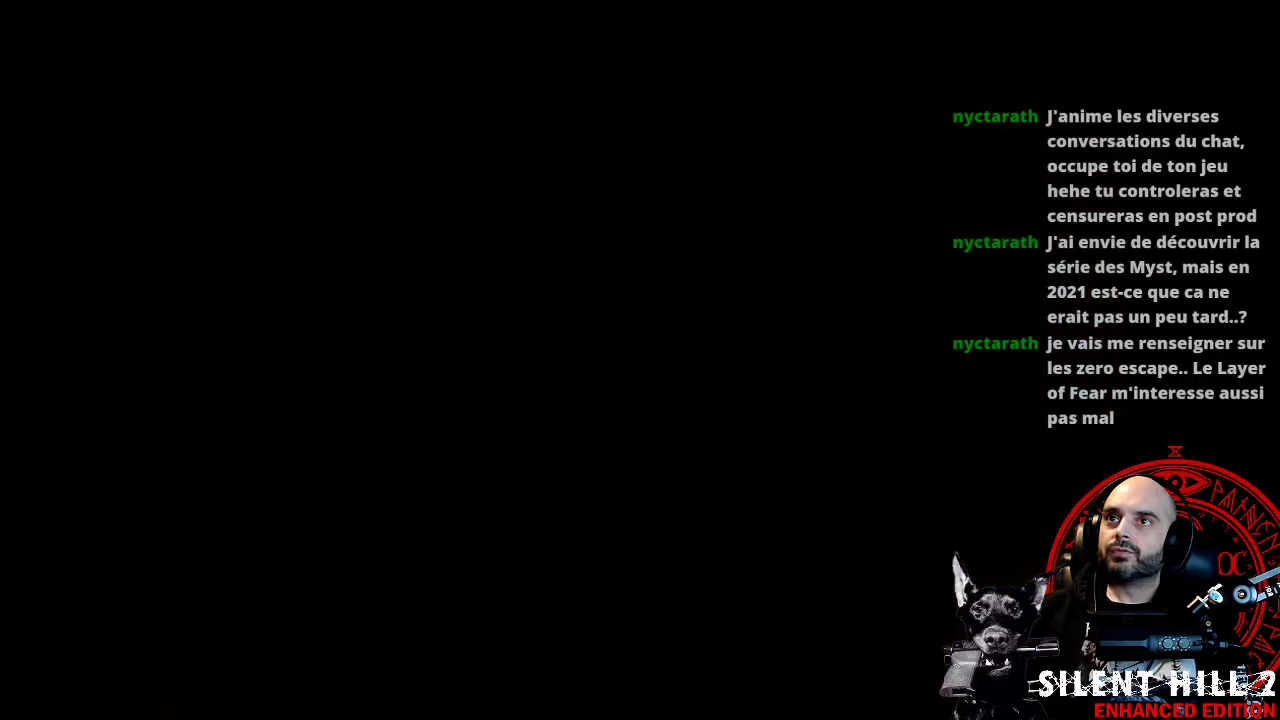 nyctarath J'anime les diverses
conversations du chat,
occupe toi de ton jeu
hehe tu controleras et
censureras en post prod
nyctarath J'ai envie de découvrir la
série des Myst, mais en
2021 est-ce que ca ne
erait pas un peu tard..?
nyctarath je vais me renseigner sur
les zero escape.. Le Layer
of Fear m'interesse aussi
pas mal
SILENT HILL 2
ENHANCED EDITION